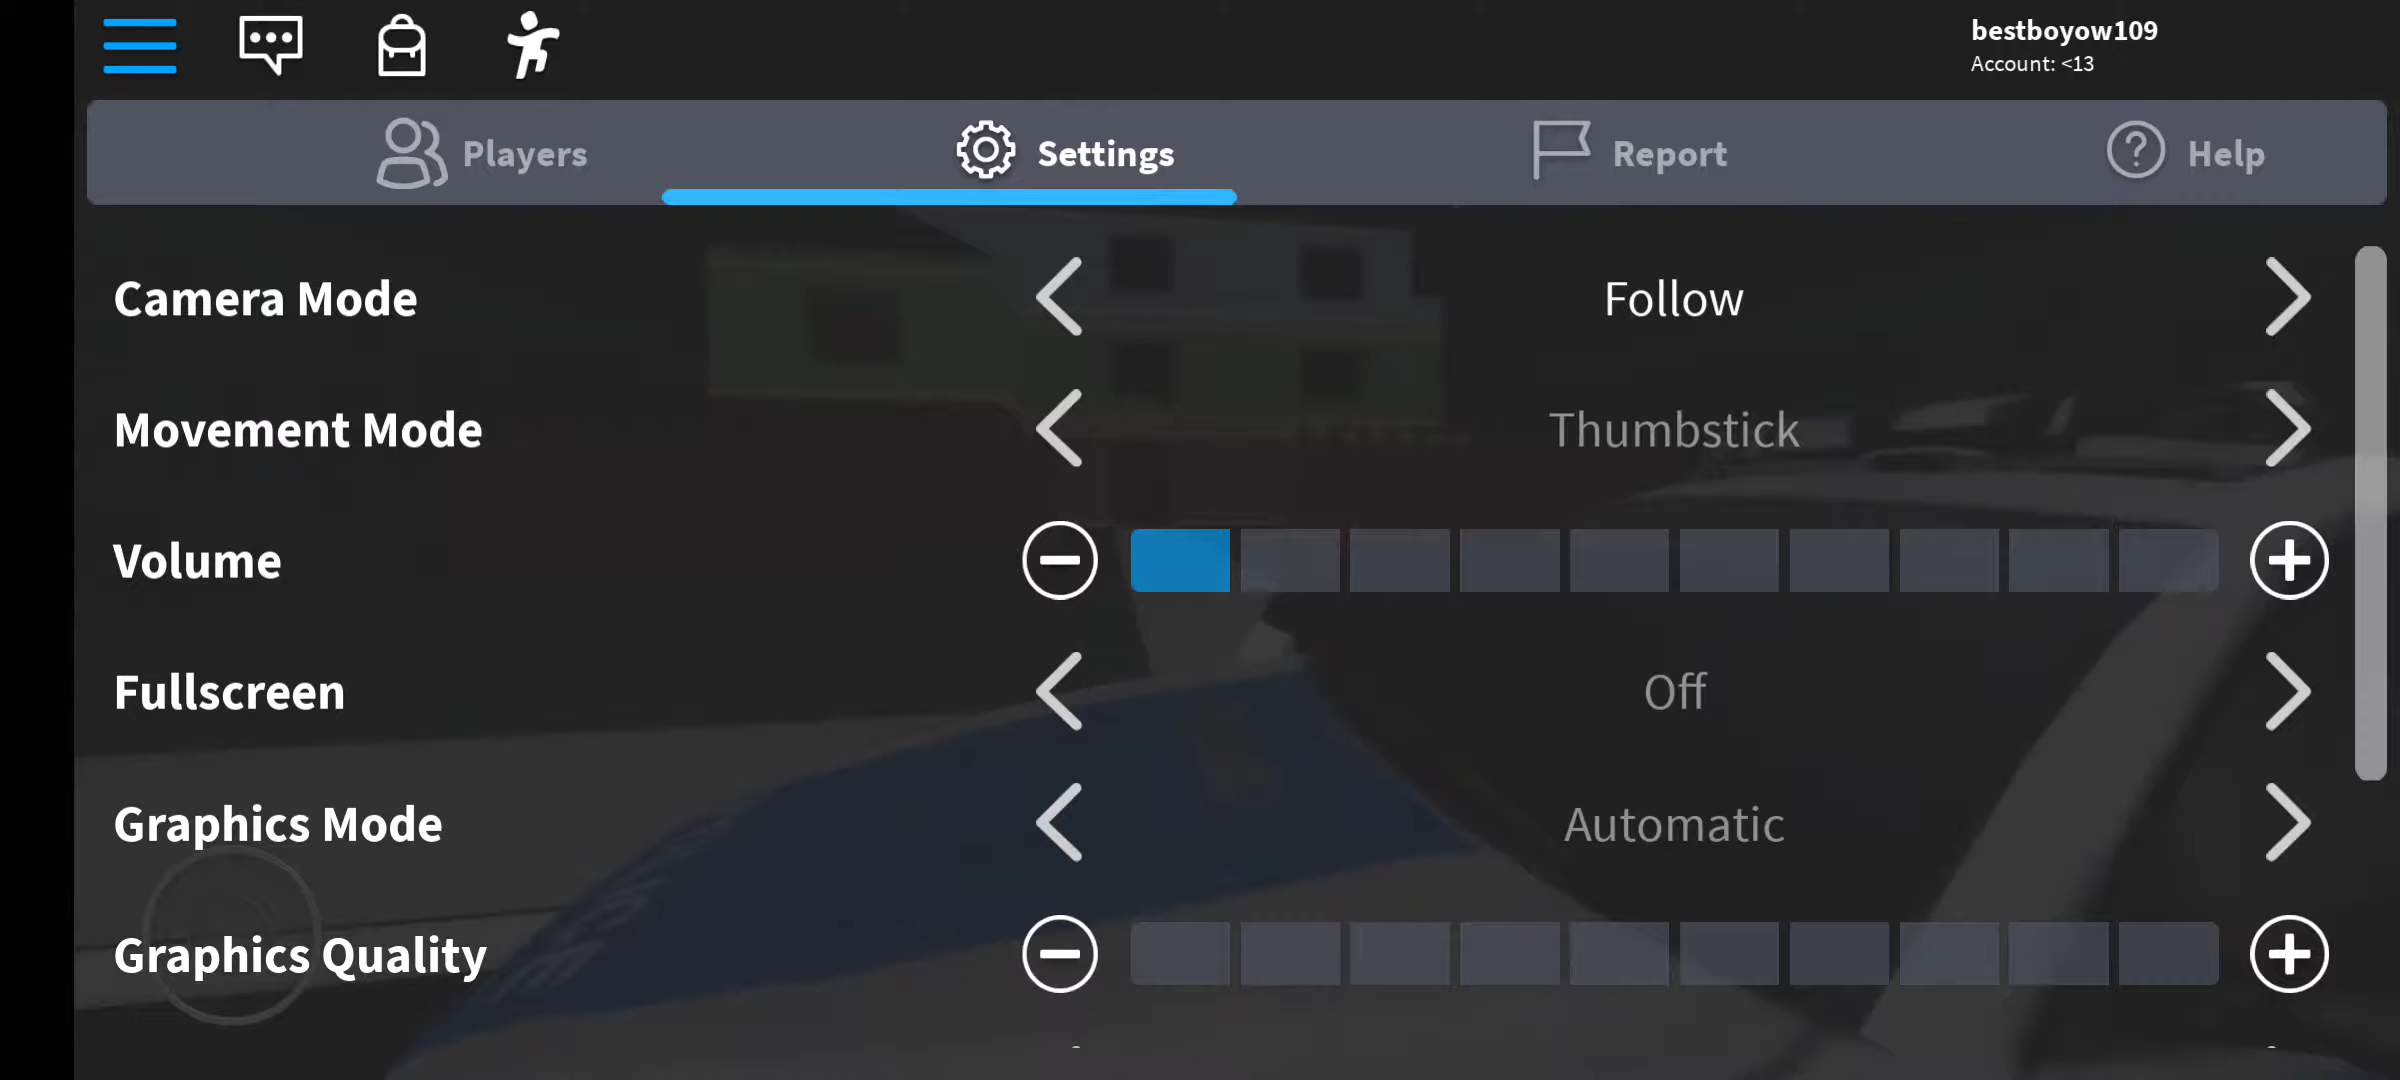 bestboyow109
Account: <13
Players
Settings
Report
Help
Camera Mode
Follow
Movement Mode
Thumbstick
Volume
Fullscreen
Off
Graphics Mode
Automatic
Graphics Quality